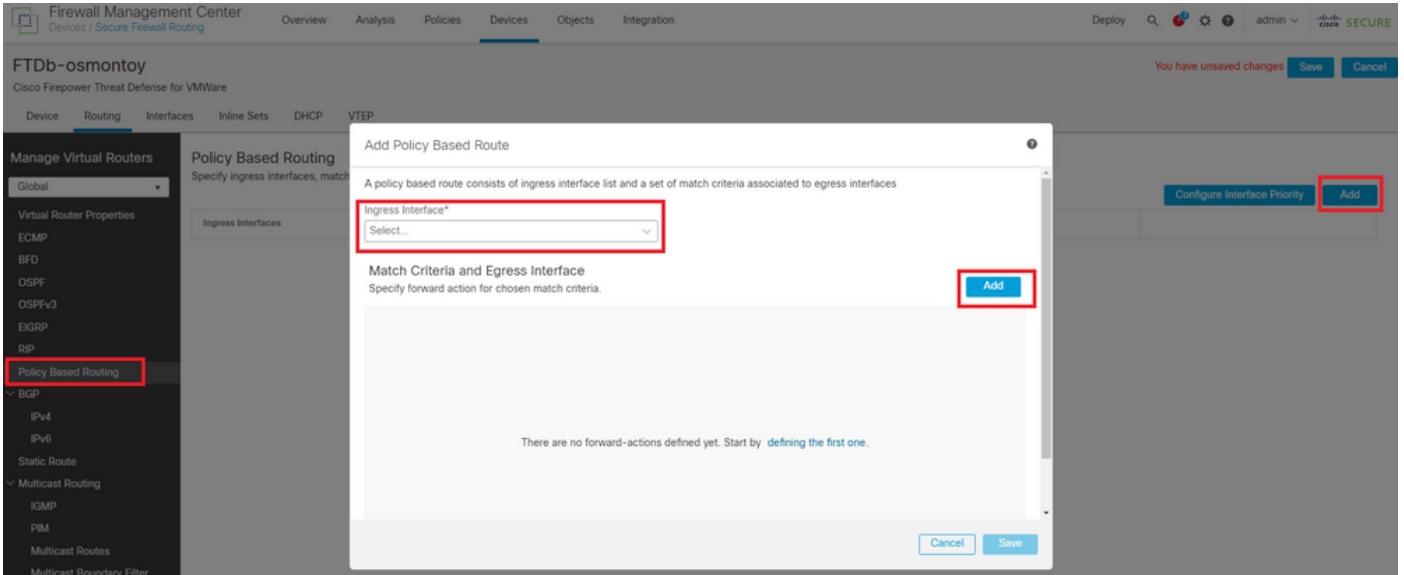 Firewall Management Center
Devices / Secure Firewall Routing
Overview Analysis Policies Devices Objects Integration
Deploy admin cisco SECURE
FTDb-osmontoy
Cisco Firepower Threat Defense for VMWare
You have unsaved changes Save Cancel
Device Routing Interfaces Inline Sets DHCP VTEP
Manage Virtual Routers
Global
Virtual Router Properties
ECMP
BFD
OSPF
OSPFv3
EIGRP
RIP
Policy Based Routing
BGP
IPv4
IPv6
Static Route
Multicast Routing
IGMP
PIM
Multicast Routes
Multicast Boundary Filter
Policy Based Routing
Specify ingress interfaces, match
Configure Interface Priority Add
Ingress Interfaces
Add Policy Based Route
A policy based route consists of ingress interface list and a set of match criteria associated to egress interfaces
Ingress Interface*
Select...
Match Criteria and Egress Interface
Specify forward action for chosen match criteria.
Add
There are no forward-actions defined yet. Start by defining the first one.
Cancel Save